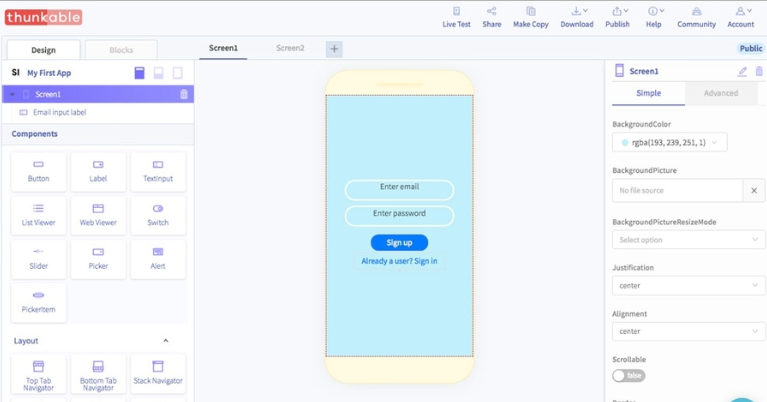 thunkable
Live Test
Share
Make Copy
Download
Publish
Help
Community
Account
Design
Blocks
Screen1
Screen2
+
Public
SI My First App
Screen1
Email input label
Components
Button
Label
TextInput
List Viewer
Web Viewer
Switch
Slider
Picker
Alert
PickerItem
Layout
Top Tab
Navigator
Bottom Tab
Navigator
Stack Navigator
Enter email
Enter password
Sign up
Already a user? Sign in
Screen1
Simple
Advanced
BackgroundColor
rgba(193, 239, 251, 1)
BackgroundPicture
No file source
BackgroundPictureResizeMode
Select option
Justification
center
Alignment
center
Scrollable
false